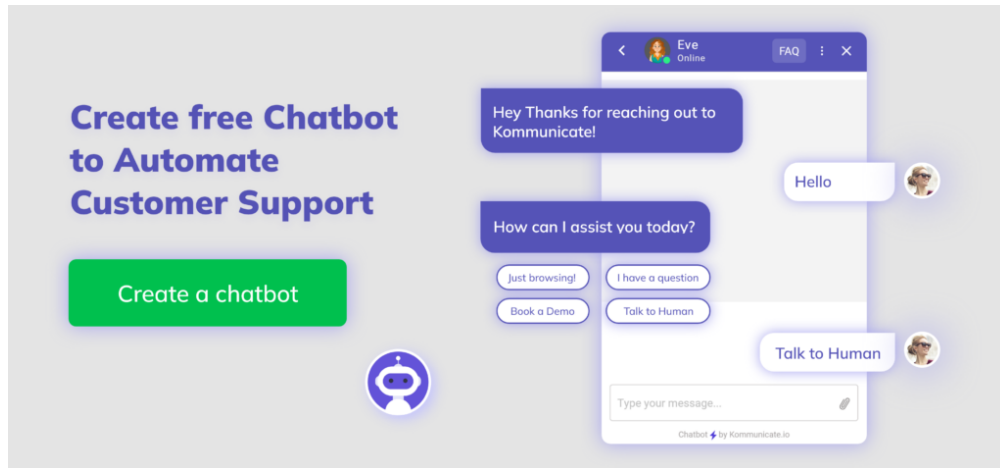 Create free Chatbot
to Automate
Customer Support
Create a chatbot
Eve
Online
FAQ
Hey Thanks for reaching out to
Kommunicate!
Hello
How can I assist you today?
Just browsing!
I have a question
Book a Demo
Talk to Human
Talk to Human
Type your message...
Chatbot by Kommunicate.io